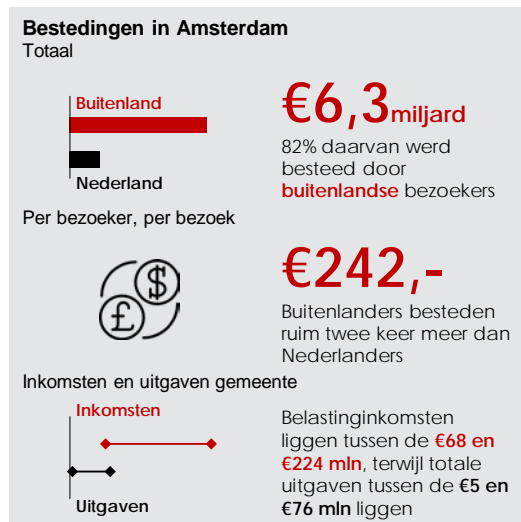 Bestedingen in Amsterdam
Totaal
Buitenland
Nederland
€6,3 miljard
82% daarvan werd
besteed door
buitenlandse bezoekers
Per bezoeker, per bezoek
$
£
€242,-
Buitenlanders besteden
ruim twee keer meer dan
Nederlanders
Inkomsten en uitgaven gemeente
Inkomsten
Uitgaven
Belastinginkomsten
liggen tussen de €68 en
€224 mln, terwijl totale
uitgaven tussen de €5 en
€76 mln liggen